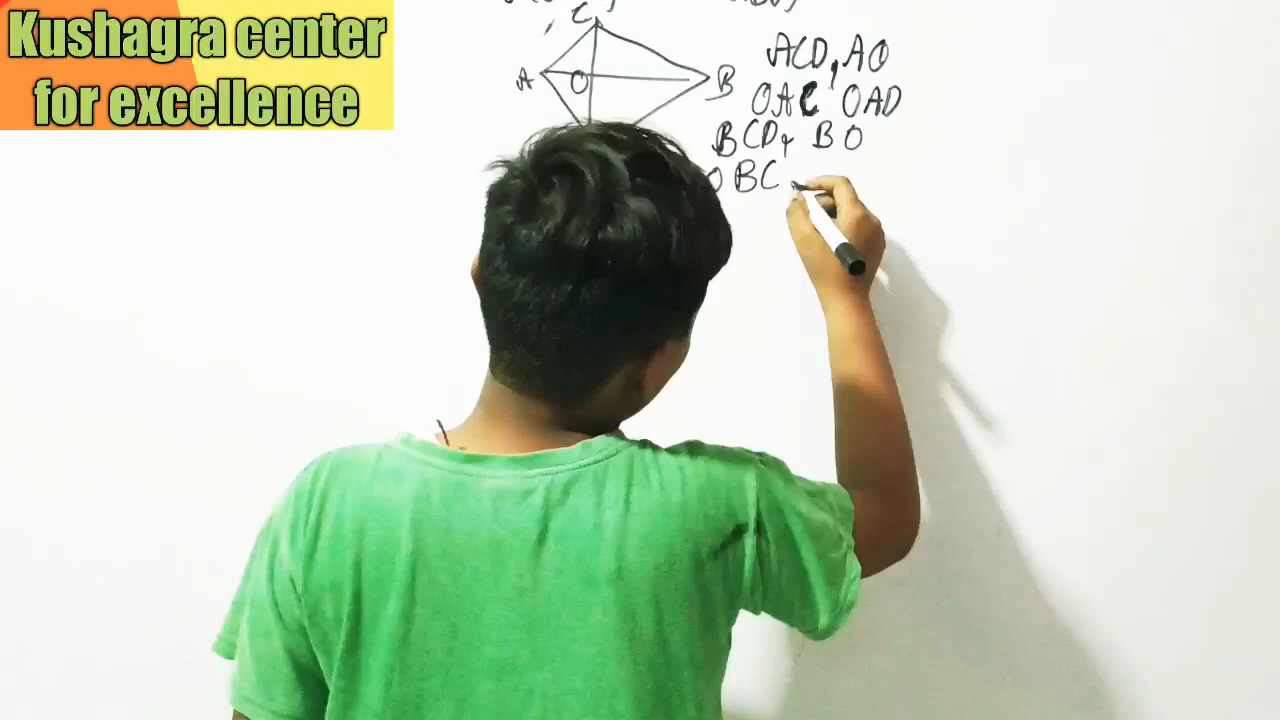 Kushagra center
for excellence
C
A O B
ACD, AO
OAC OAD
BCD, BO
OBC